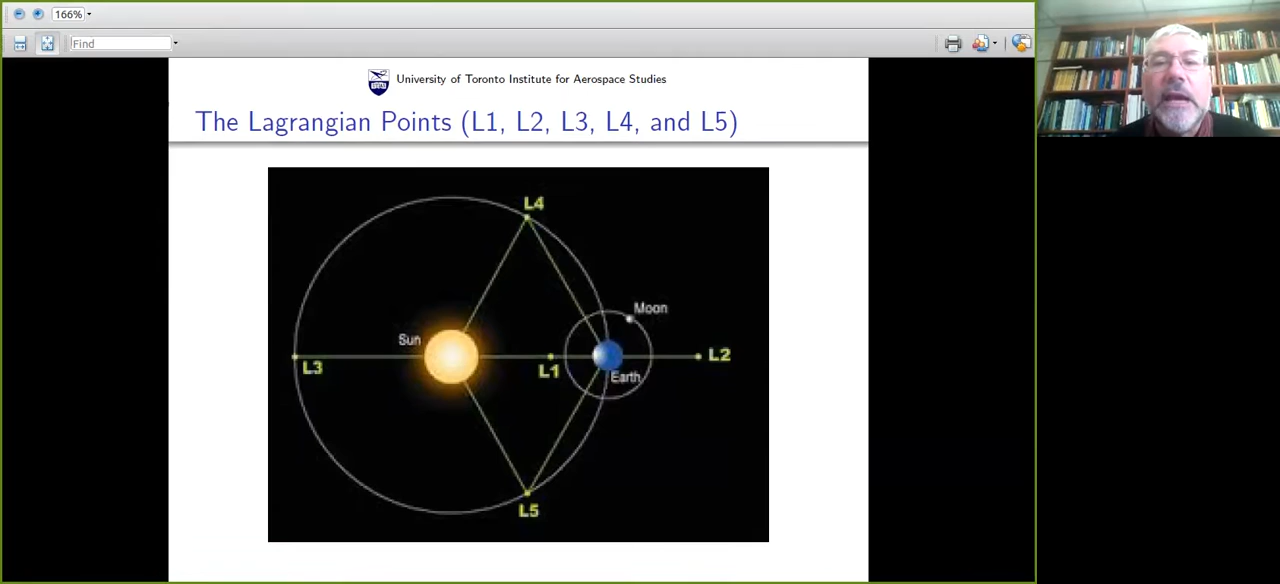 166%
Find
University of Toronto Institute for Aerospace Studies
The Lagrangian Points (L1, L2, L3, L4, and L5)
L4
Moon
Sun
L3
L1
Earth
L2
L5